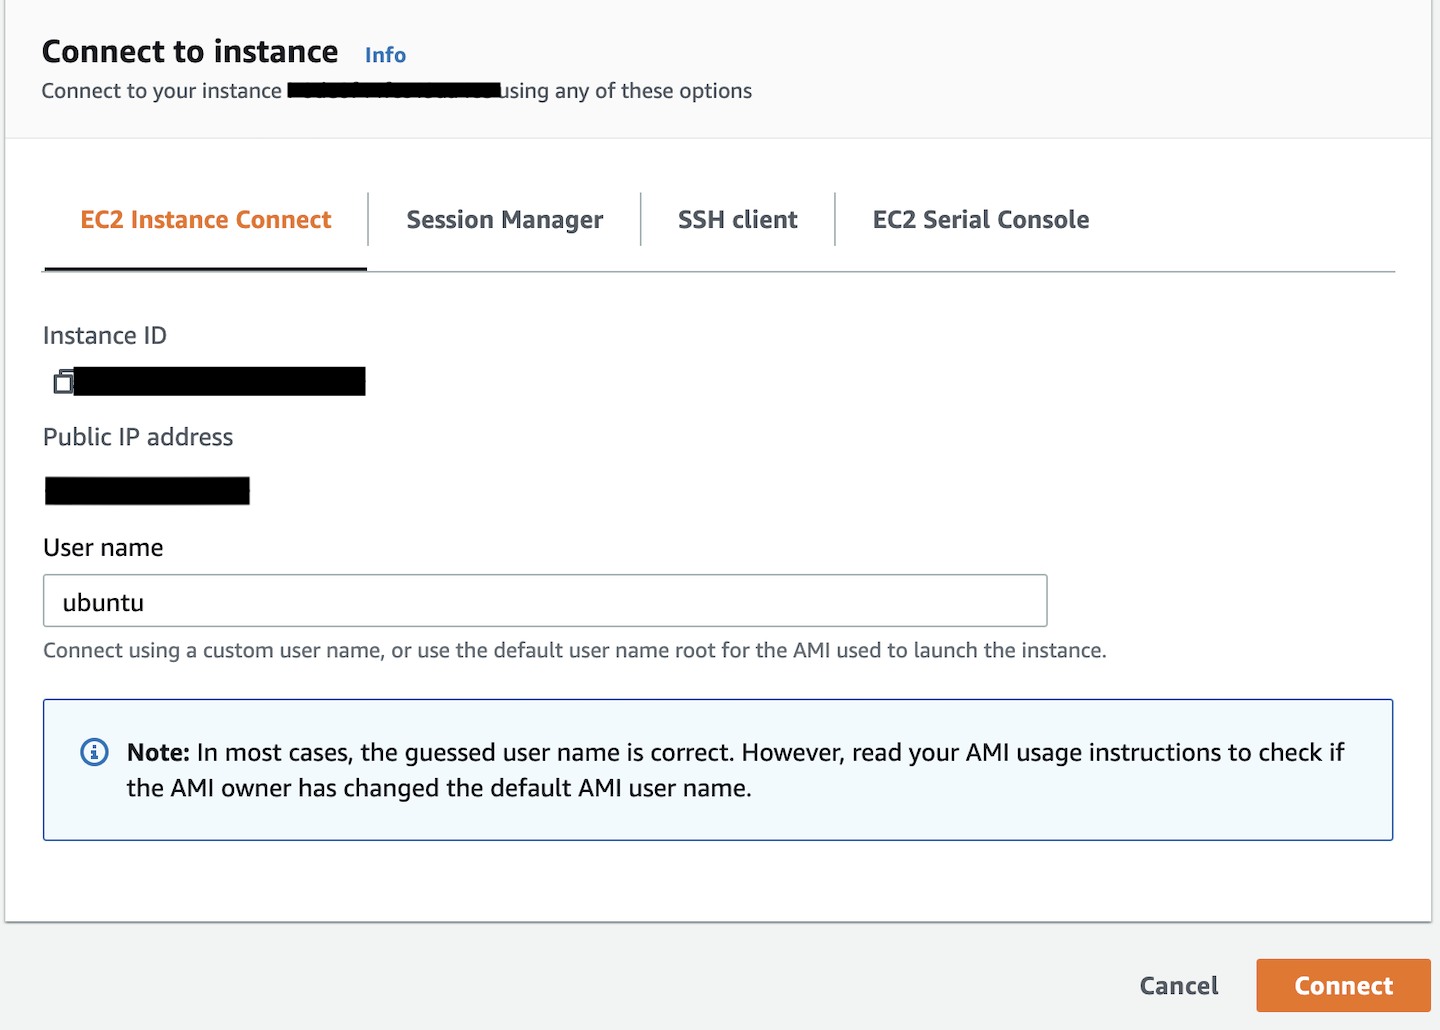 Connect to instance Info
Connect to your instance using any of these options
EC2 Instance Connect Session Manager SSH client EC2 Serial Console
Instance ID
Public IP address
User name
ubuntu
Connect using a custom user name, or use the default user name root for the AMI used to launch the instance.
Note: In most cases, the guessed user name is correct. However, read your AMI usage instructions to check if
the AMI owner has changed the default AMI user name.
Cancel Connect